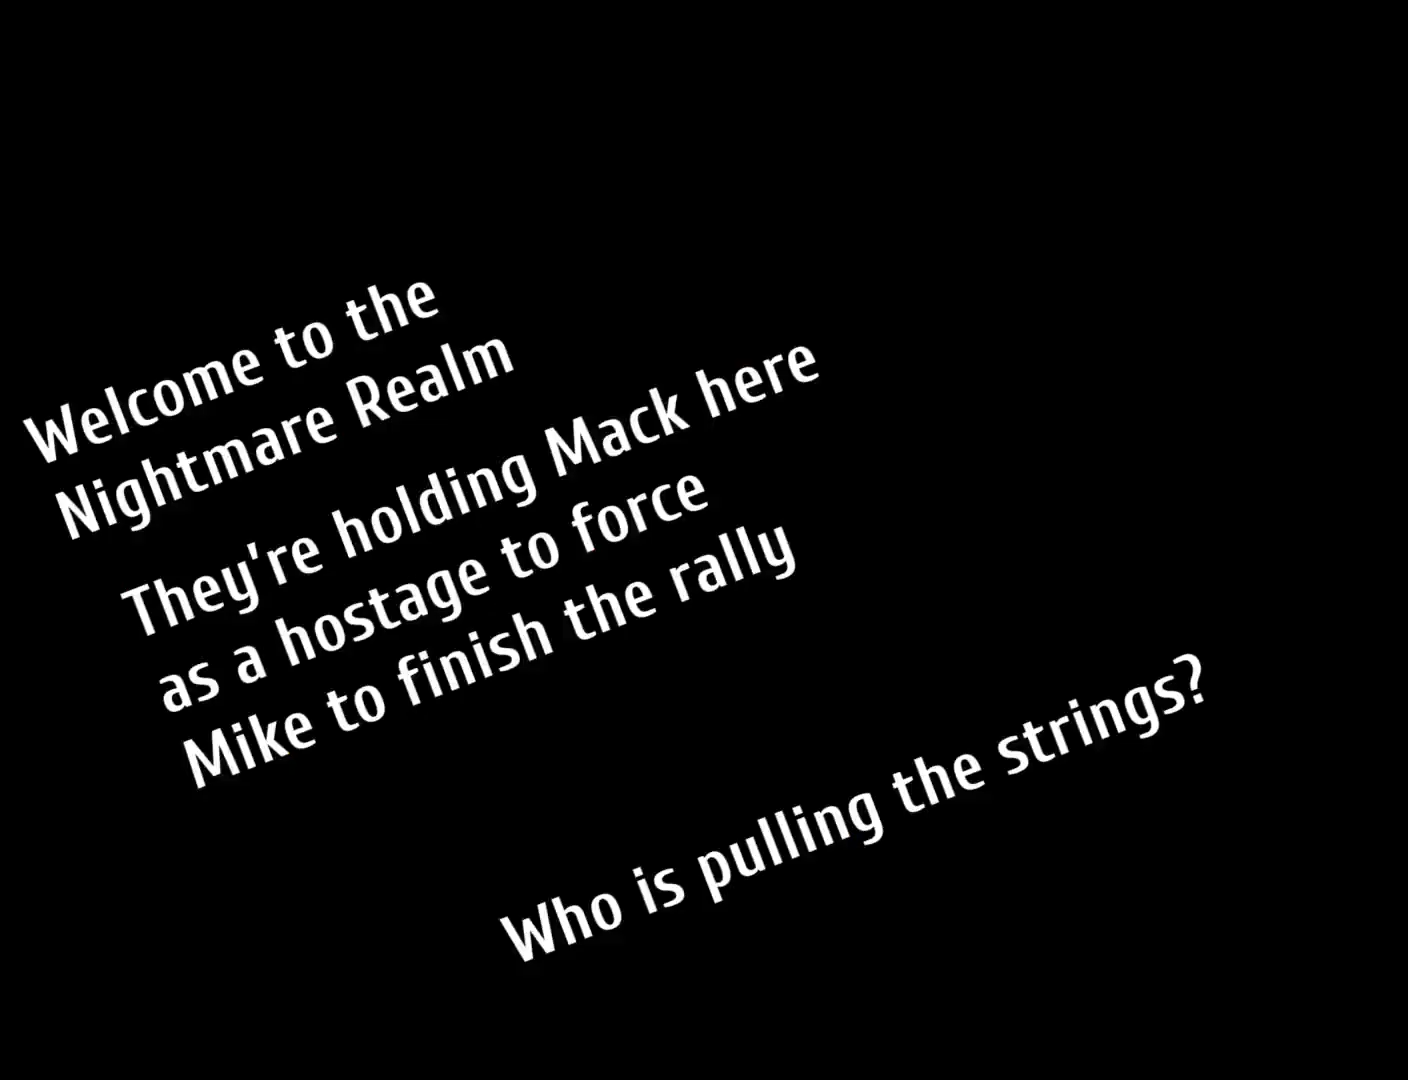 Welcome to the
Nightmare Realm
They're holding Mack here
as a hostage to force
Mike to finish the rally
Who is pulling the strings?